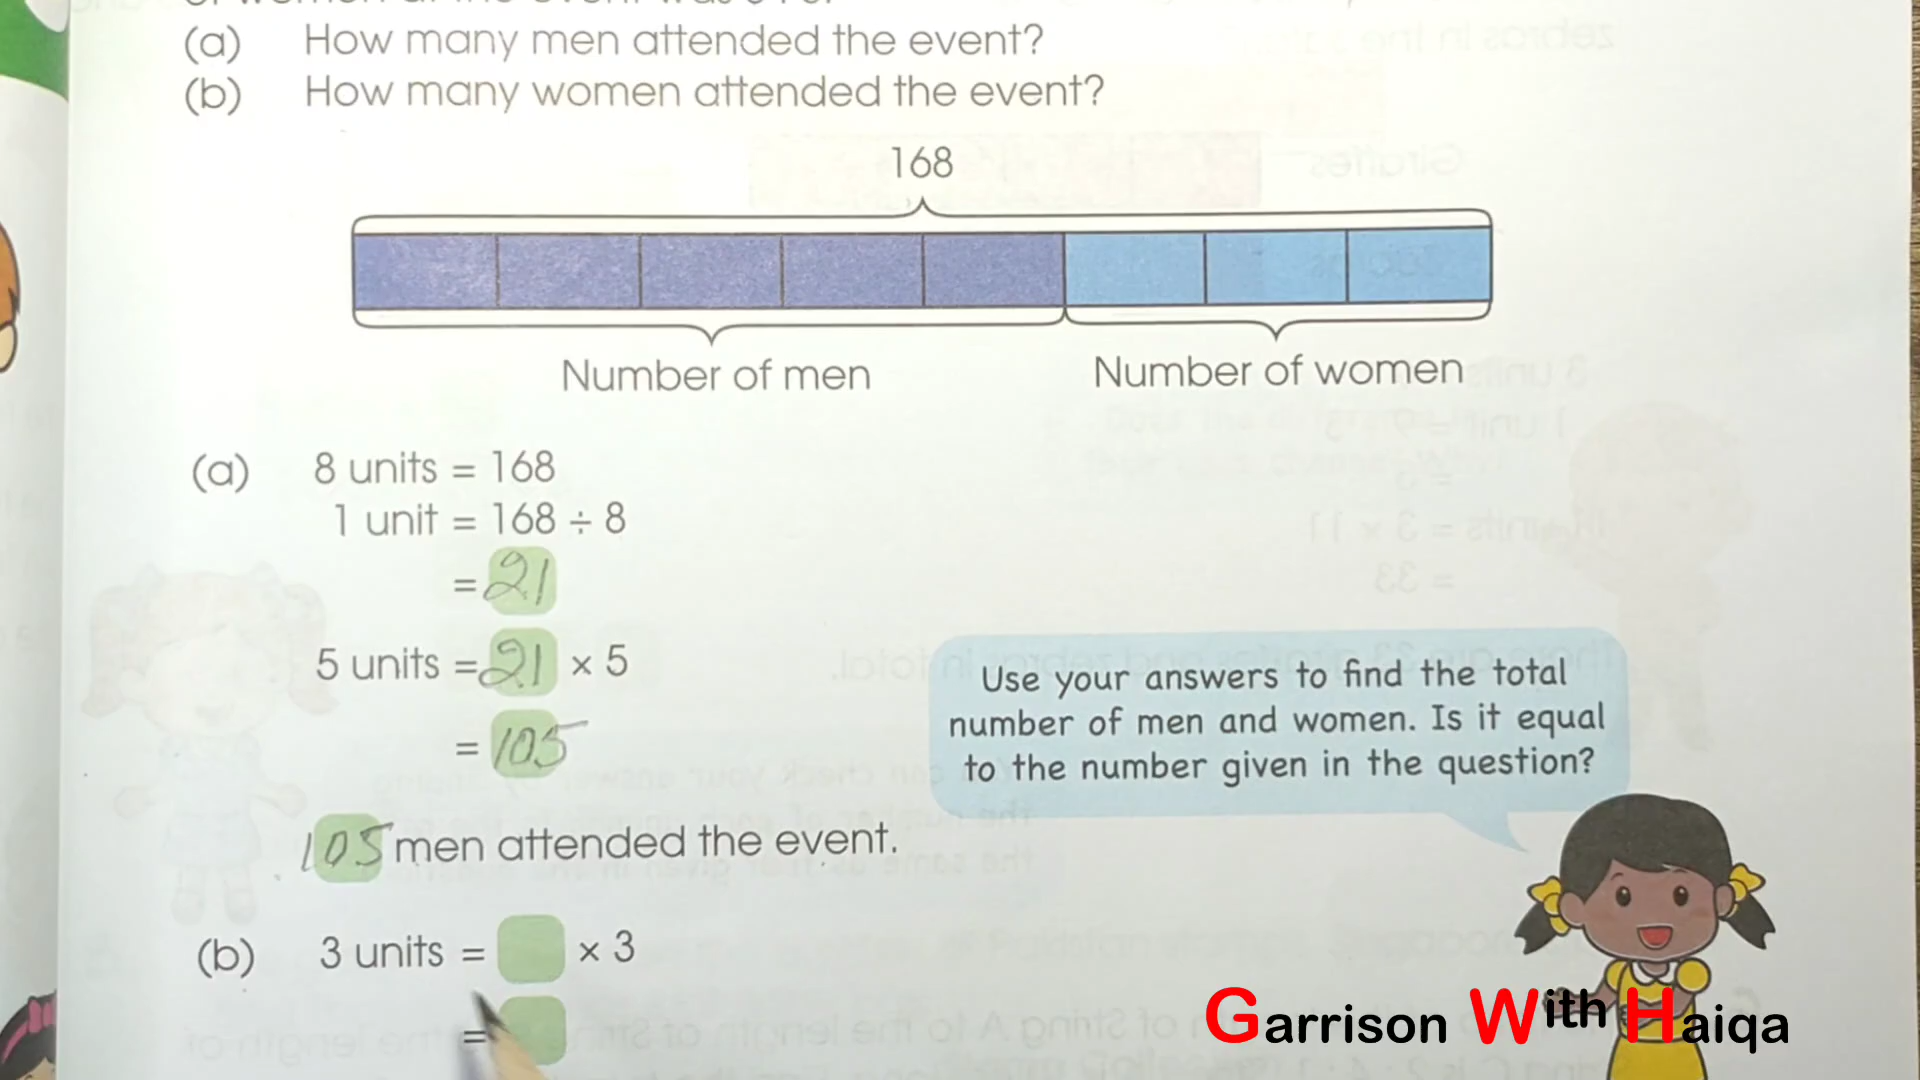 (a) How many men attended the event?
(b) How many women attended the event?
168
Number of men Number of women
(a) 8 units = 168
1 unit = 168 ÷ 8
= 21
5 units = 21 × 5
= 105
105 men attended the event.
(b) 3 units = × 3
=
Use your answers to find the total
number of men and women. Is it equal
to the number given in the question?
Garrison With Haiqa